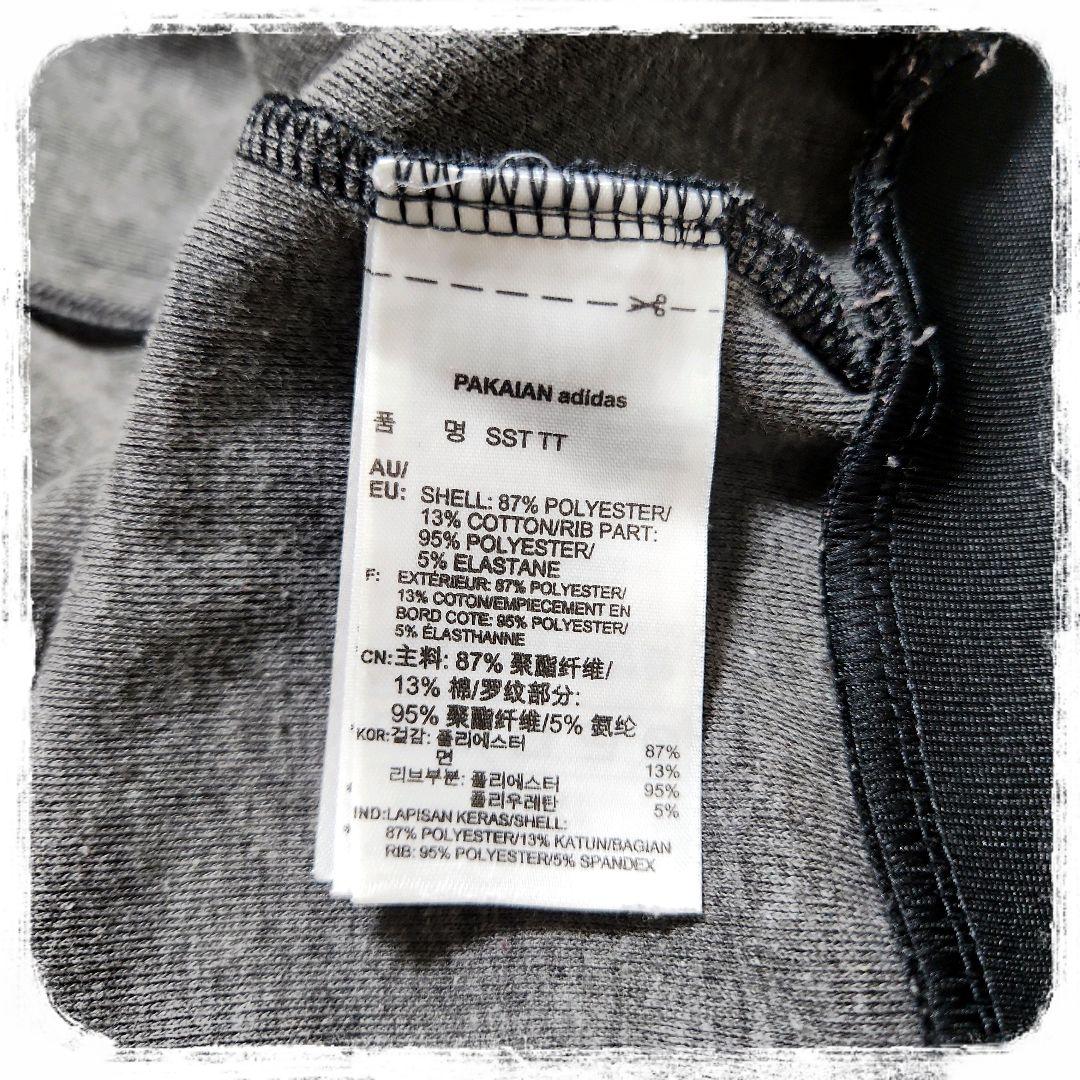 PAKAIAN adidas
품 명 SST TT
AU/
EU: SHELL: 87% POLYESTER/
13% COTTON/RIB PART:
95% POLYESTER/
5% ELASTANE
F: EXTÉRIEUR: 87% POLYESTER/
13% COTON/EMPIECEMENT EN
BORD COTE: 95% POLYESTER/
5% ÉLASTHANNE
CN: 主料: 87% 聚酯纤维/
13% 棉/罗纹部分:
95% 聚酯纤维/5% 氨纶
KOR: 겉감: 폴리에스터 87%
면 13%
리브부분: 폴리에스터 95%
폴리우레탄 5%
IND: LAPISAN KERAS/SHELL:
87% POLYESTER/13% KATUN/BAGIAN
RIB: 95% POLYESTER/5% SPANDEX